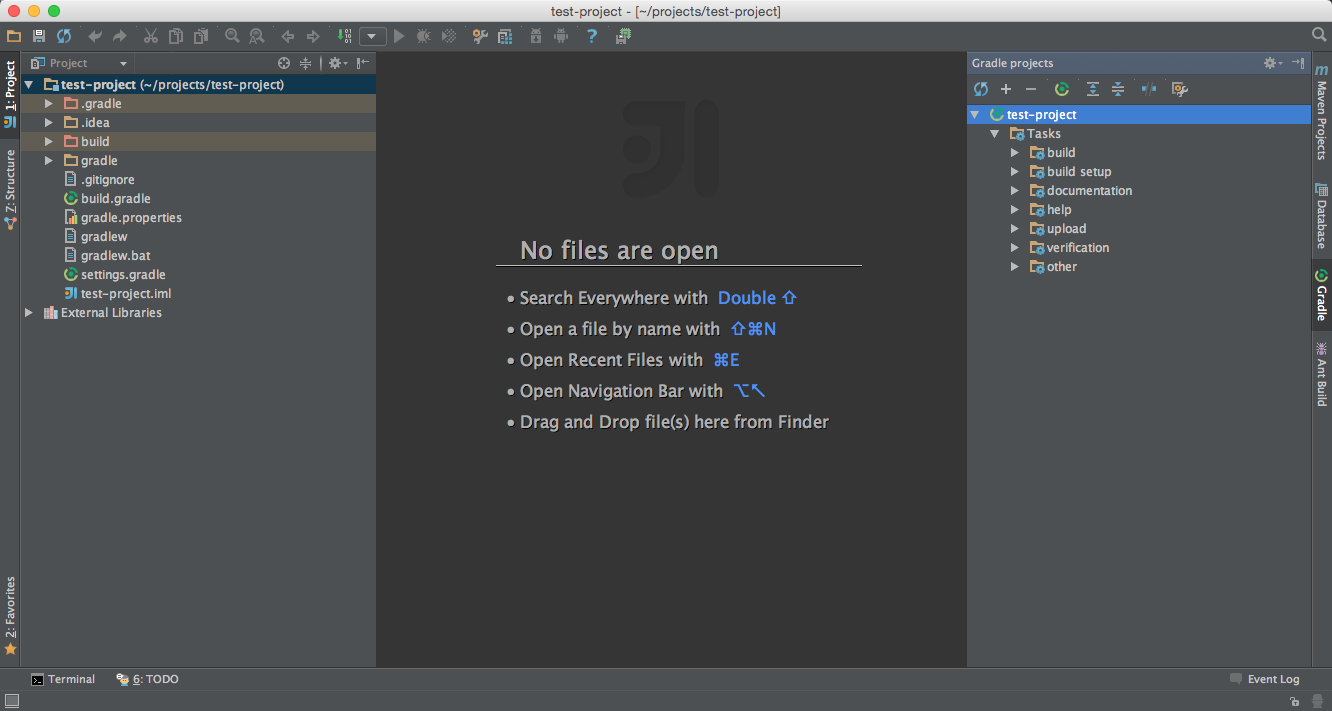 test-project - [~/projects/test-project]
Project
test-project (~/projects/test-project)
.gradle
.idea
build
gradle
.gitignore
build.gradle
gradle.properties
gradlew
gradlew.bat
settings.gradle
test-project.iml
External Libraries
1: Project
Z: Structure
2: Favorites
No files are open
• Search Everywhere with Double ⇧
• Open a file by name with ⇧⌘N
• Open Recent Files with ⌘E
• Open Navigation Bar with ⌥↖
• Drag and Drop file(s) here from Finder
Gradle projects
test-project
Tasks
build
build setup
documentation
help
upload
verification
other
Maven Projects
Database
Gradle
Ant Build
Terminal
6: TODO
Event Log